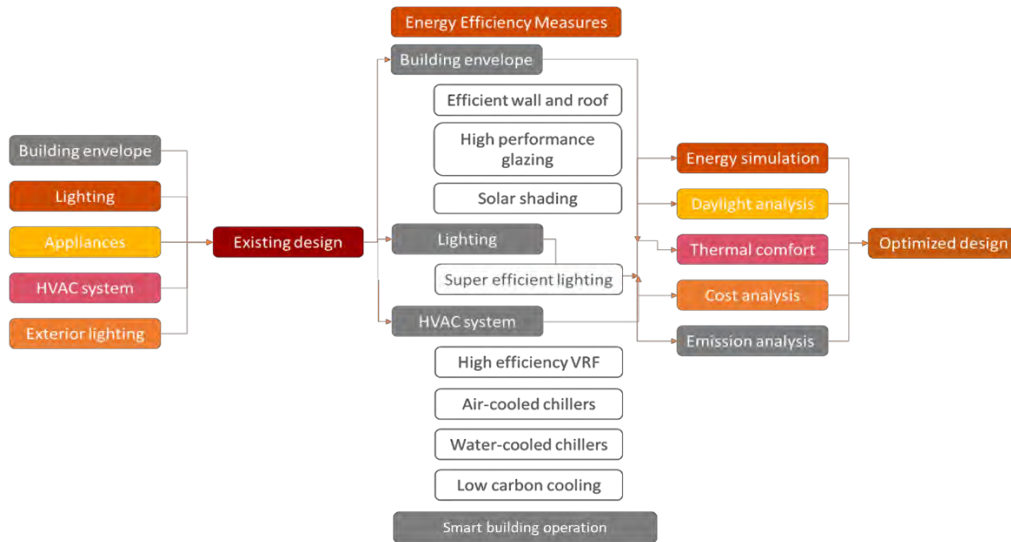 Energy Efficiency Measures
Building envelope
Efficient wall and roof
High performance
glazing
Solar shading
Lighting
Super efficient lighting
HVAC system
High efficiency VRF
Air-cooled chillers
Water-cooled chillers
Low carbon cooling
Smart building operation
Building envelope
Lighting
Appliances
HVAC system
Exterior lighting
Existing design
Energy simulation
Daylight analysis
Thermal comfort
Cost analysis
Emission analysis
Optimized design